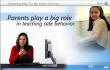 Parents play a big role
in teaching safe behavior.